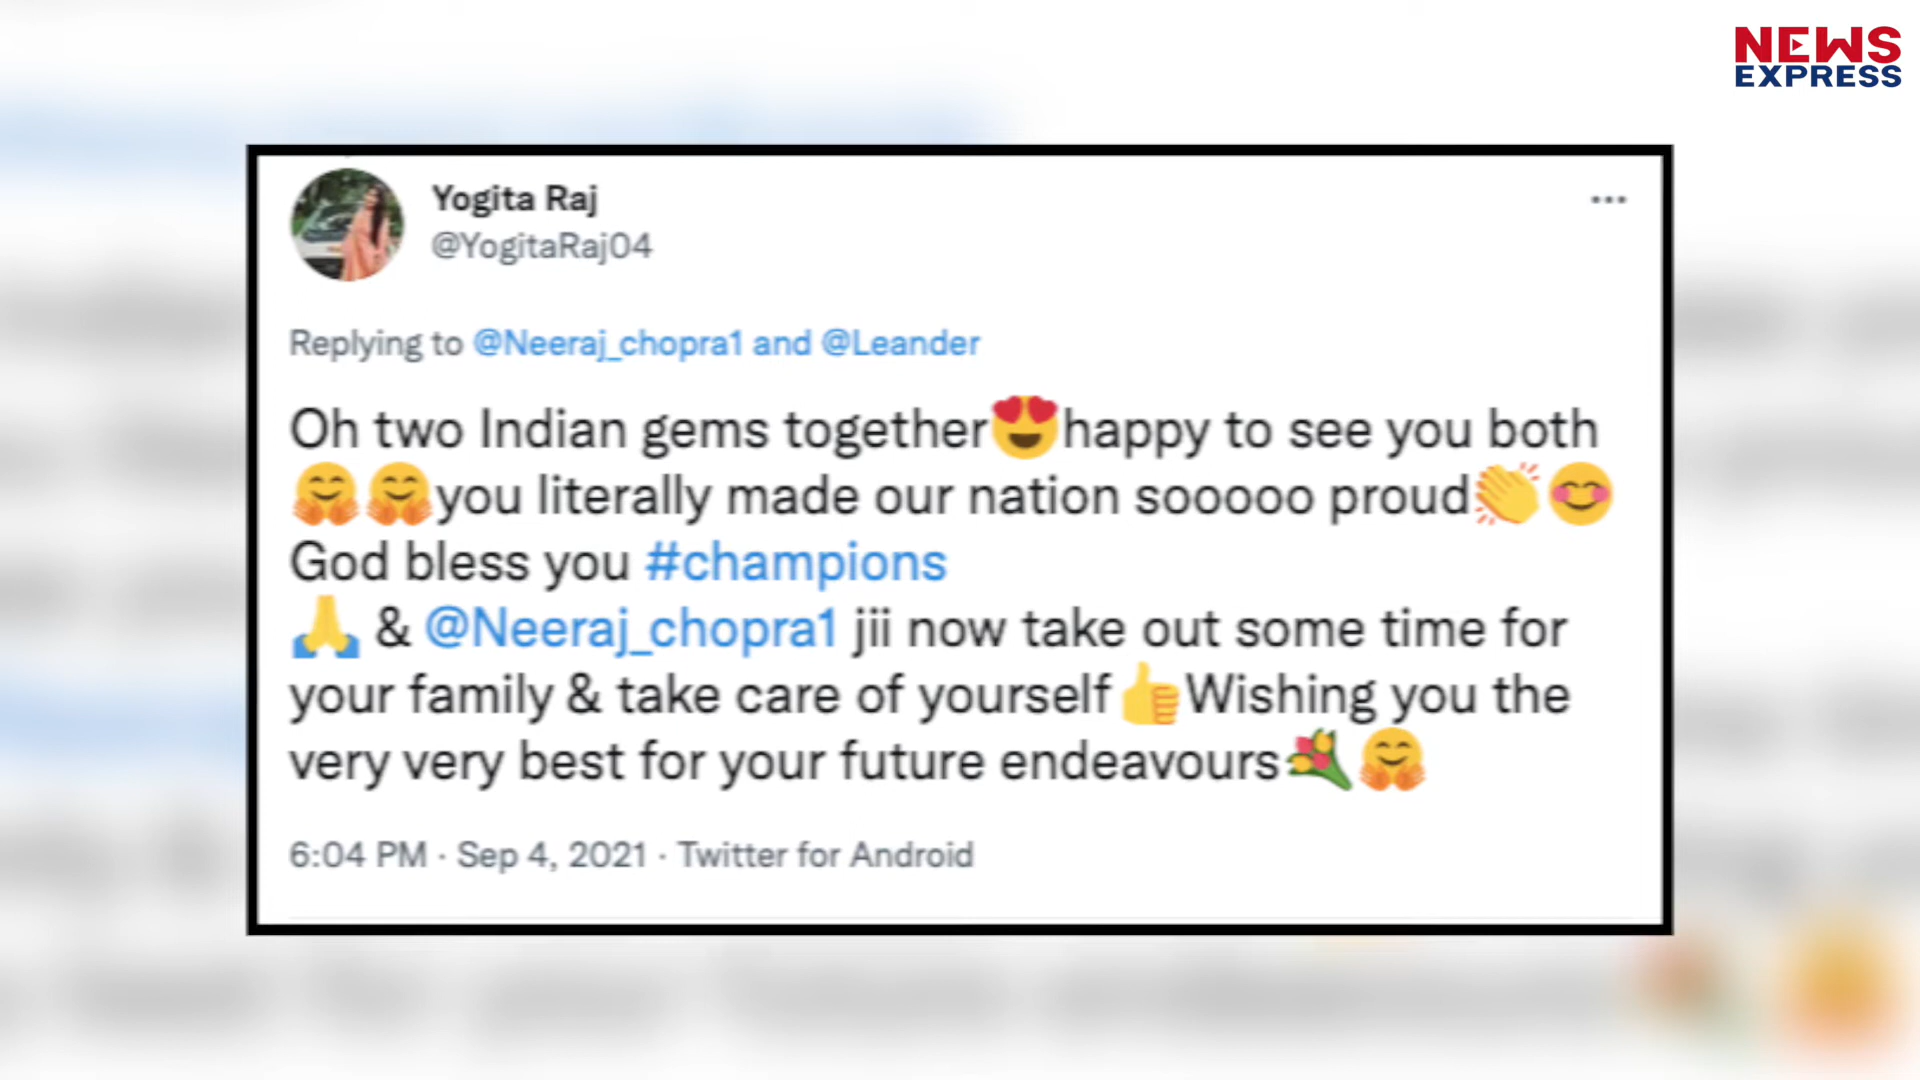 NEWS
EXPRESS
Yogita Raj
@YogitaRaj04
Replying to @Neeraj_chopra1 and @Leander
Oh two Indian gems together😍happy to see you both
🤗🤗you literally made our nation sooooo proud👏😊
God bless you #champions
🙏 & @Neeraj_chopra1 jii now take out some time for
your family & take care of yourself👍Wishing you the
very very best for your future endeavours💐🤗
6:04 PM · Sep 4, 2021 · Twitter for Android